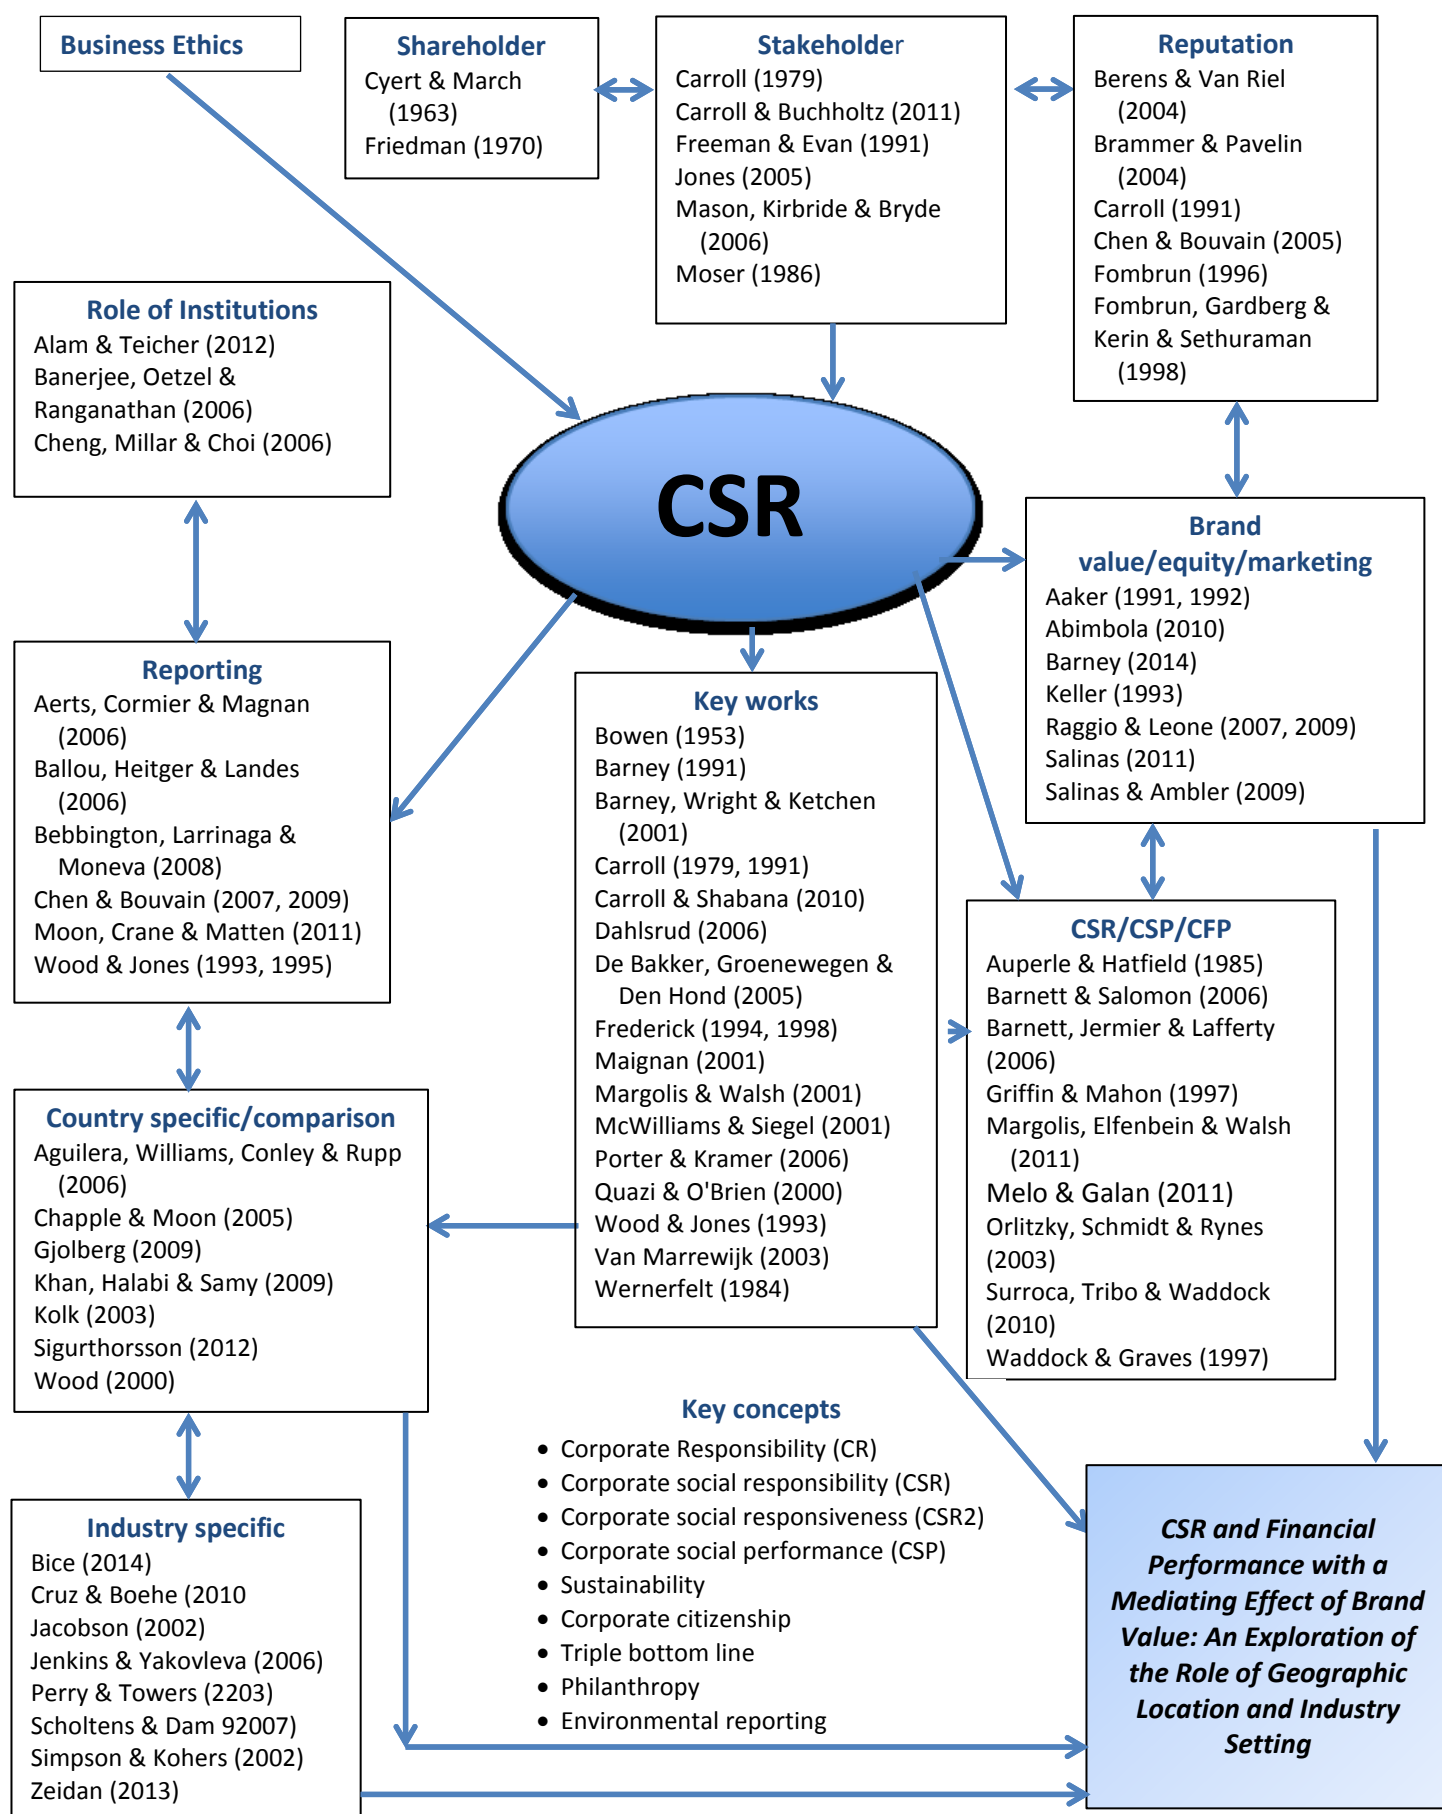 Business Ethics
Shareholder
Cyert & March
(1963)
Friedman (1970)
Stakeholder
Carroll (1979)
Carroll & Buchholtz (2011)
Freeman & Evan (1991)
Jones (2005)
Mason, Kirbride & Bryde
(2006)
Moser (1986)
Reputation
Berens & Van Riel
(2004)
Brammer & Pavelin
(2004)
Carroll (1991)
Chen & Bouvain (2005)
Fombrun (1996)
Fombrun, Gardberg &
Kerin & Sethuraman
(1998)
Role of Institutions
Alam & Teicher (2012)
Banerjee, Oetzel &
Ranganathan (2006)
Cheng, Millar & Choi (2006)
CSR
Brand
value/equity/marketing
Aaker (1991, 1992)
Abimbola (2010)
Barney (2014)
Keller (1993)
Raggio & Leone (2007, 2009)
Salinas (2011)
Salinas & Ambler (2009)
Reporting
Aerts, Cormier & Magnan
(2006)
Ballou, Heitger & Landes
(2006)
Bebbington, Larrinaga &
Moneva (2008)
Chen & Bouvain (2007, 2009)
Moon, Crane & Matten (2011)
Wood & Jones (1993, 1995)
Key works
Bowen (1953)
Barney (1991)
Barney, Wright & Ketchen
(2001)
Carroll (1979, 1991)
Carroll & Shabana (2010)
Dahlsrud (2006)
De Bakker, Groenewegen &
Den Hond (2005)
Frederick (1994, 1998)
Maignan (2001)
Margolis & Walsh (2001)
McWilliams & Siegel (2001)
Porter & Kramer (2006)
Quazi & O'Brien (2000)
Wood & Jones (1993)
Van Marrewijk (2003)
Wernerfelt (1984)
CSR/CSP/CFP
Auperle & Hatfield (1985)
Barnett & Salomon (2006)
Barnett, Jermier & Lafferty
(2006)
Griffin & Mahon (1997)
Margolis, Elfenbein & Walsh
(2011)
Melo & Galan (2011)
Orlitzky, Schmidt & Rynes
(2003)
Surroca, Tribo & Waddock
(2010)
Waddock & Graves (1997)
Country specific/comparison
Aguilera, Williams, Conley & Rupp
(2006)
Chapple & Moon (2005)
Gjolberg (2009)
Khan, Halabi & Samy (2009)
Kolk (2003)
Sigurthorsson (2012)
Wood (2000)
Key concepts
• Corporate Responsibility (CR)
• Corporate social responsibility (CSR)
• Corporate social responsiveness (CSR2)
• Corporate social performance (CSP)
• Sustainability
• Corporate citizenship
• Triple bottom line
• Philanthropy
• Environmental reporting
Industry specific
Bice (2014)
Cruz & Boehe (2010
Jacobson (2002)
Jenkins & Yakovleva (2006)
Perry & Towers (2203)
Scholtens & Dam 92007)
Simpson & Kohers (2002)
Zeidan (2013)
CSR and Financial
Performance with a
Mediating Effect of Brand
Value: An Exploration of
the Role of Geographic
Location and Industry
Setting